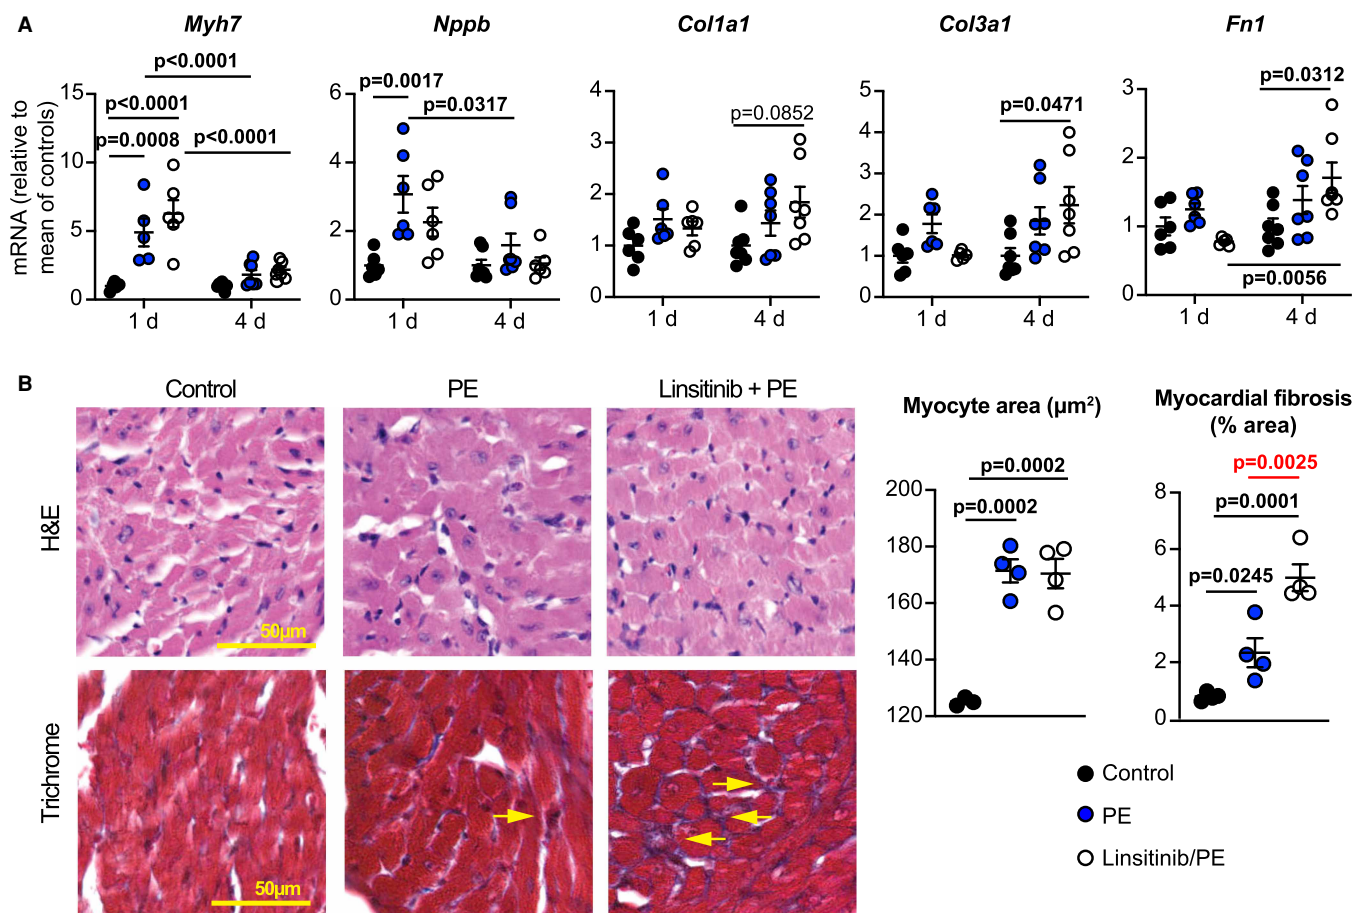 A
Myh7
Nppb
Col1a1
Col3a1
Fn1
mRNA (relative to
mean of controls)
p<0.0001
p<0.0001
p=0.0008
p<0.0001
15
10
5
0
1 d
4 d
p=0.0017
p=0.0317
6
4
2
0
1 d
4 d
p=0.0852
4
3
2
1
0
1 d
4 d
p=0.0471
5
4
3
2
1
0
1 d
4 d
p=0.0312
p=0.0056
3
2
1
0
1 d
4 d
B
Control
PE
Linsitinib + PE
H&E
50µm
Trichrome
50µm
Myocyte area (µm²)
p=0.0002
p=0.0002
200
180
160
140
120
Myocardial fibrosis
(% area)
p=0.0025
p=0.0001
p=0.0245
8
6
4
2
0
Control
PE
Linsitinib/PE